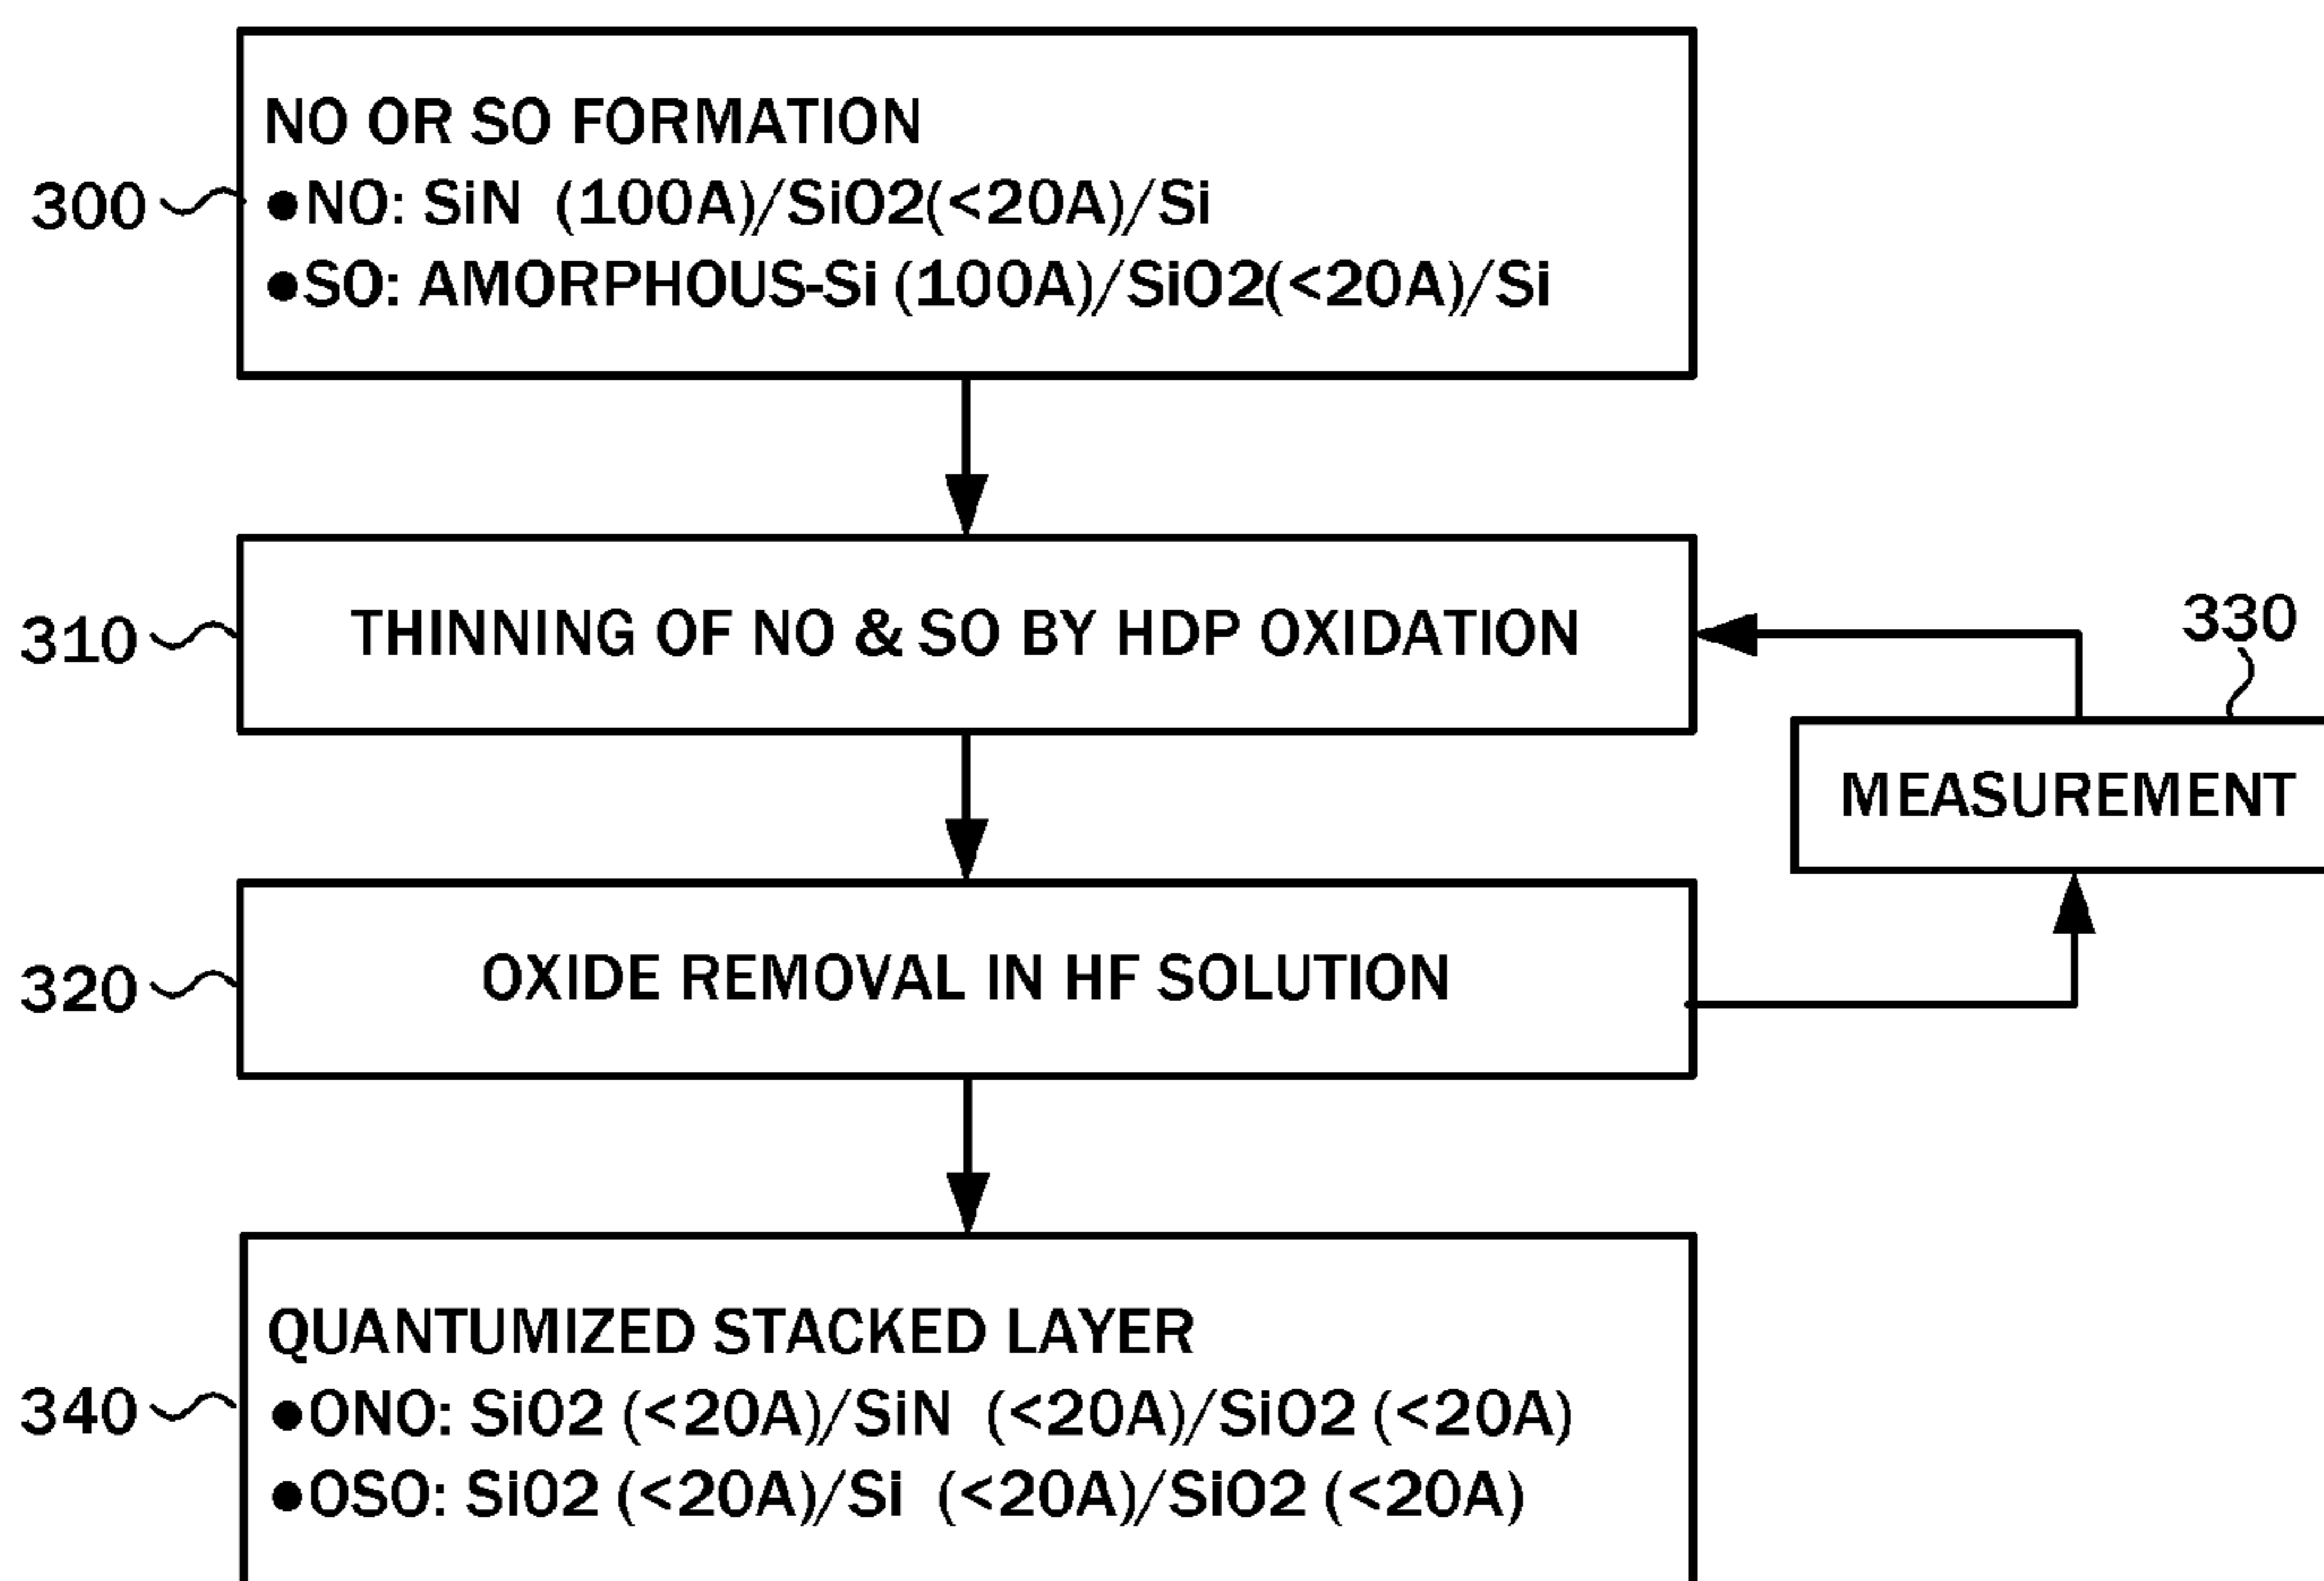 NO OR SO FORMATION
300
●NO: SiN (100A)/SiO2(<20A)/Si
●SO: AMORPHOUS-Si (100A)/SiO2(<20A)/Si
310
THINNING OF NO & SO BY HDP OXIDATION
330
MEASUREMENT
320
OXIDE REMOVAL IN HF SOLUTION
QUANTUMIZED STACKED LAYER
340
●ONO: SiO2 (<20A)/SiN (<20A)/SiO2 (<20A)
●OSO: SiO2 (<20A)/Si (<20A)/SiO2 (<20A)